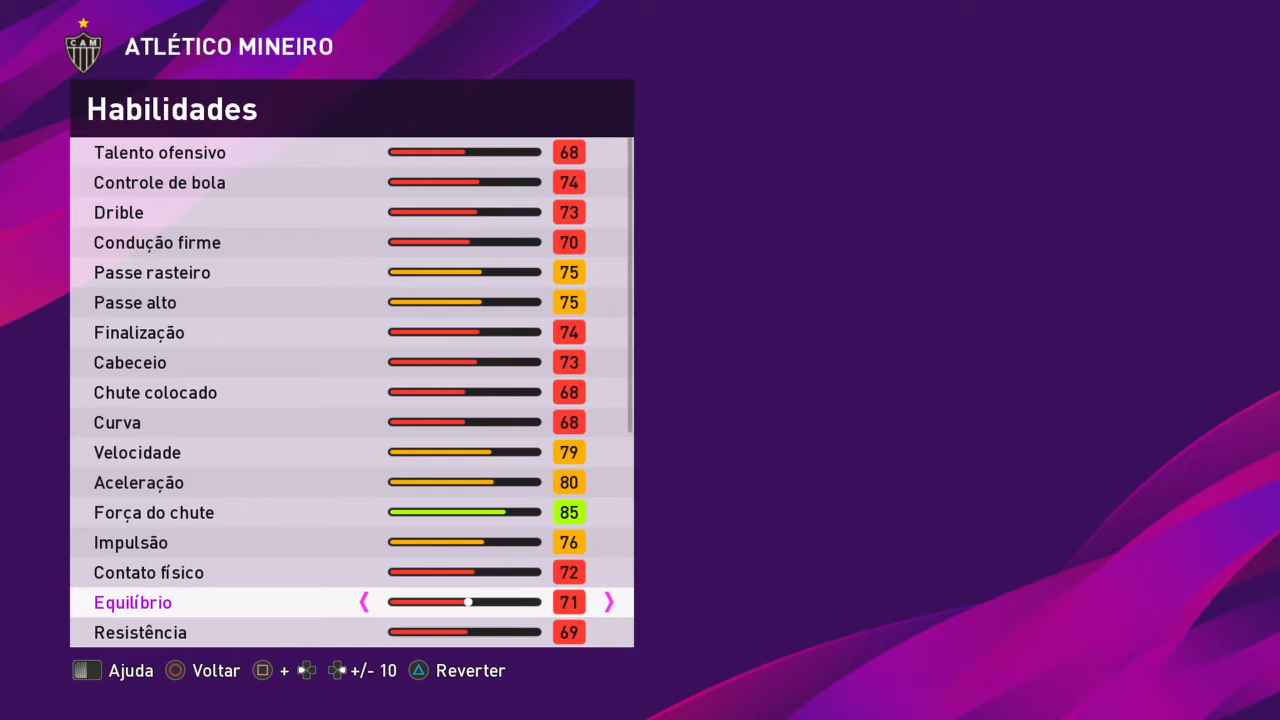 CAM
ATLÉTICO MINEIRO
Habilidades
Talento ofensivo 68
Controle de bola 74
Drible 73
Condução firme 70
Passe rasteiro 75
Passe alto 75
Finalização 74
Cabeceio 73
Chute colocado 68
Curva 68
Velocidade 79
Aceleração 80
Força do chute 85
Impulsão 76
Contato físico 72
Equilíbrio 71
Resistência 69
Ajuda Voltar + +/- 10 Reverter